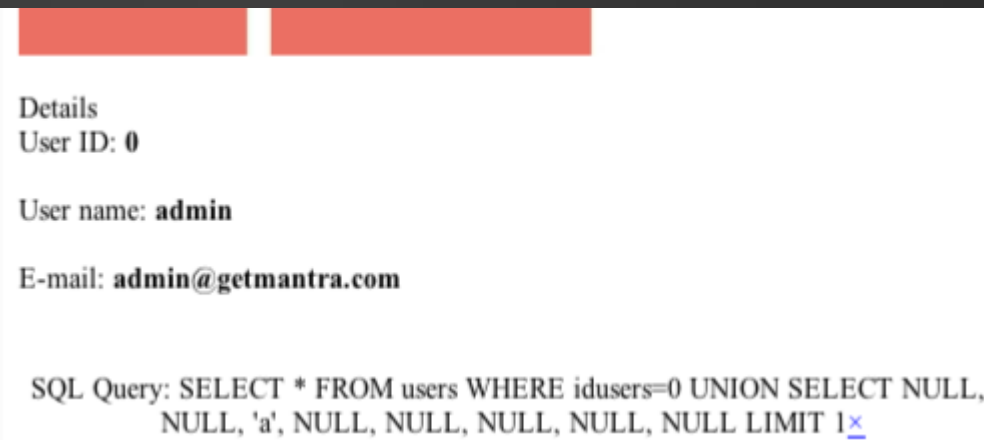 Details
User ID: 0
User name: admin
E-mail: admin@getmantra.com
SQL Query: SELECT * FROM users WHERE idusers=0 UNION SELECT NULL,
NULL, 'a', NULL, NULL, NULL, NULL, NULL LIMIT 1×